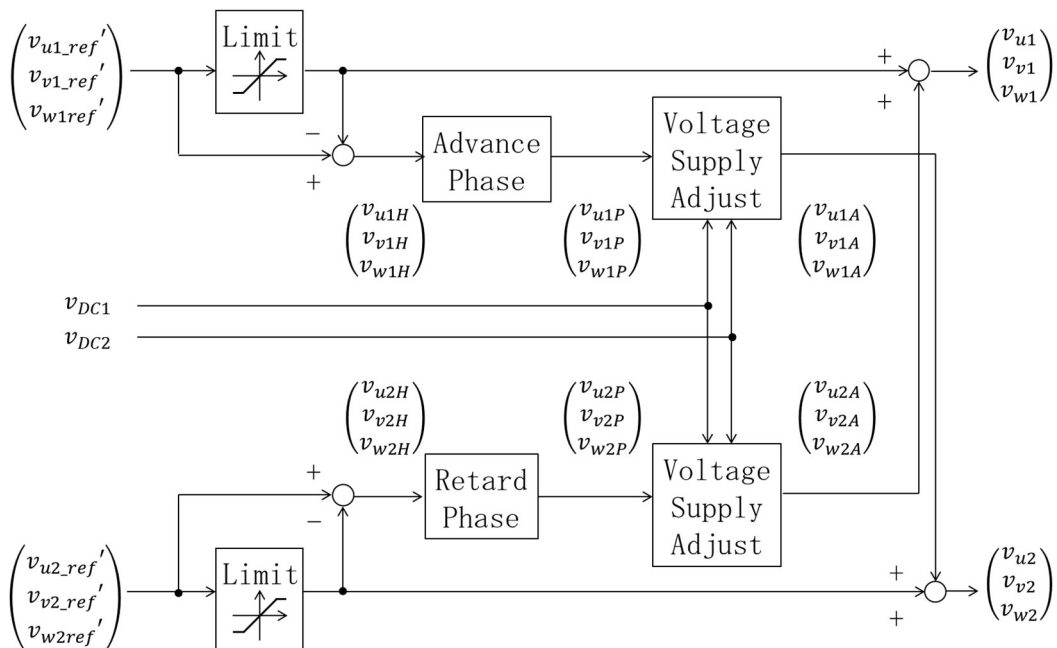 v_{u1_ref}′
v_{v1_ref}′
v_{w1ref}′
Limit
+
+
v_{u1}
v_{v1}
v_{w1}
−
+
Advance
Phase
Voltage
Supply
Adjust
v_{u1H}
v_{v1H}
v_{w1H}
v_{u1P}
v_{v1P}
v_{w1P}
v_{u1A}
v_{v1A}
v_{w1A}
v_{DC1}
v_{DC2}
v_{u2H}
v_{v2H}
v_{w2H}
v_{u2P}
v_{v2P}
v_{w2P}
v_{u2A}
v_{v2A}
v_{w2A}
+
−
Retard
Phase
Voltage
Supply
Adjust
v_{u2_ref}′
v_{v2_ref}′
v_{w2ref}′
Limit
+
+
v_{u2}
v_{v2}
v_{w2}